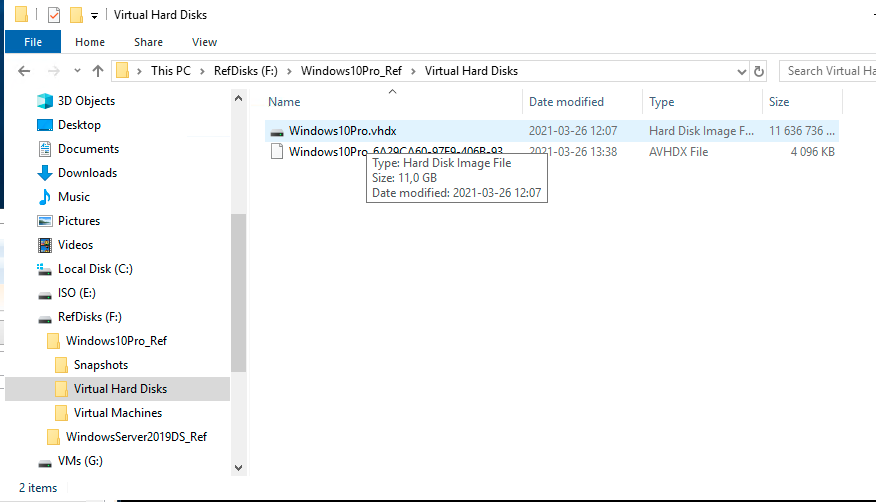 Virtual Hard Disks
File Home Share View
This PC > RefDisks (F:) > Windows10Pro_Ref > Virtual Hard Disks
Search Virtual Ha
3D Objects
Desktop
Documents
Downloads
Music
Pictures
Videos
Local Disk (C:)
ISO (E:)
RefDisks (F:)
Windows10Pro_Ref
Snapshots
Virtual Hard Disks
Virtual Machines
WindowsServer2019DS_Ref
VMs (G:)
Name Date modified Type Size
Windows10Pro.vhdx 2021-03-26 12:07 Hard Disk Image F... 11 636 736 ...
2021-03-26 13:38 AVHDX File 4 096 KB
Type: Hard Disk Image File
Size: 11,0 GB
Date modified: 2021-03-26 12:07
2 items